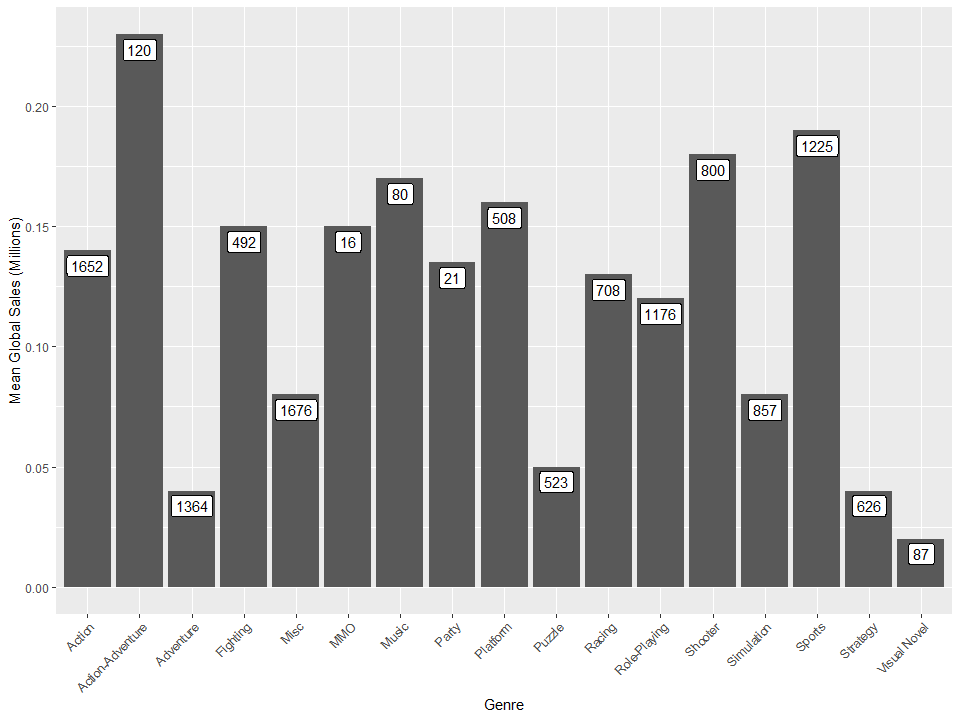 Mean Global Sales (Millions)
0.20
0.15
0.10
0.05
0.00
1652
120
1364
492
1676
16
80
21
508
523
708
1176
800
857
1225
626
87
Action
Action-Adventure
Adventure
Fighting
Misc
MMO
Music
Party
Platform
Puzzle
Racing
Role-Playing
Shooter
Simulation
Sports
Strategy
Visual Novel
Genre